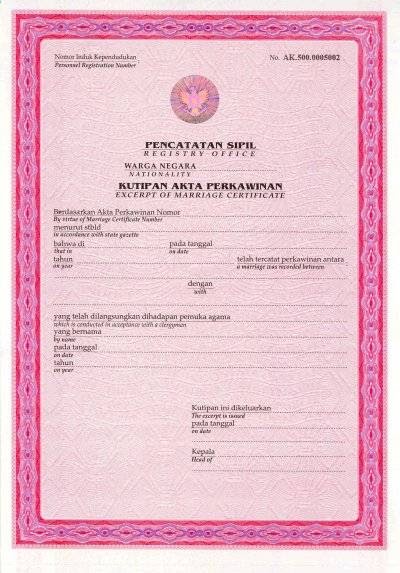 Nomor Induk Kependudukan
Personnel Registration Number
No. AK.500.0005002
PENCATATAN SIPIL
REGISTRY OFFICE
WARGA NEGARA
NATIONALITY
KUTIPAN AKTA PERKAWINAN
EXCERPT OF MARRIAGE CERTIFICATE
Berdasarkan Akta Perkawinan Nomor
By virtue of Marriage Certificate Number
menurut stbld
in accordance with state gazette
bahwa di pada tanggal
that in on date
tahun telah tercatat perkawinan antara
on year a marriage was recorded between
dengan
with
yang telah dilangsungkan dihadapan pemuka agama
which is conducted in acceptance with a clergyman
yang bernama
by name
pada tanggal
on date
tahun
on year
Kutipan ini dikeluarkan
The excerpt is issued
pada tanggal
on date
Kepala
Head of